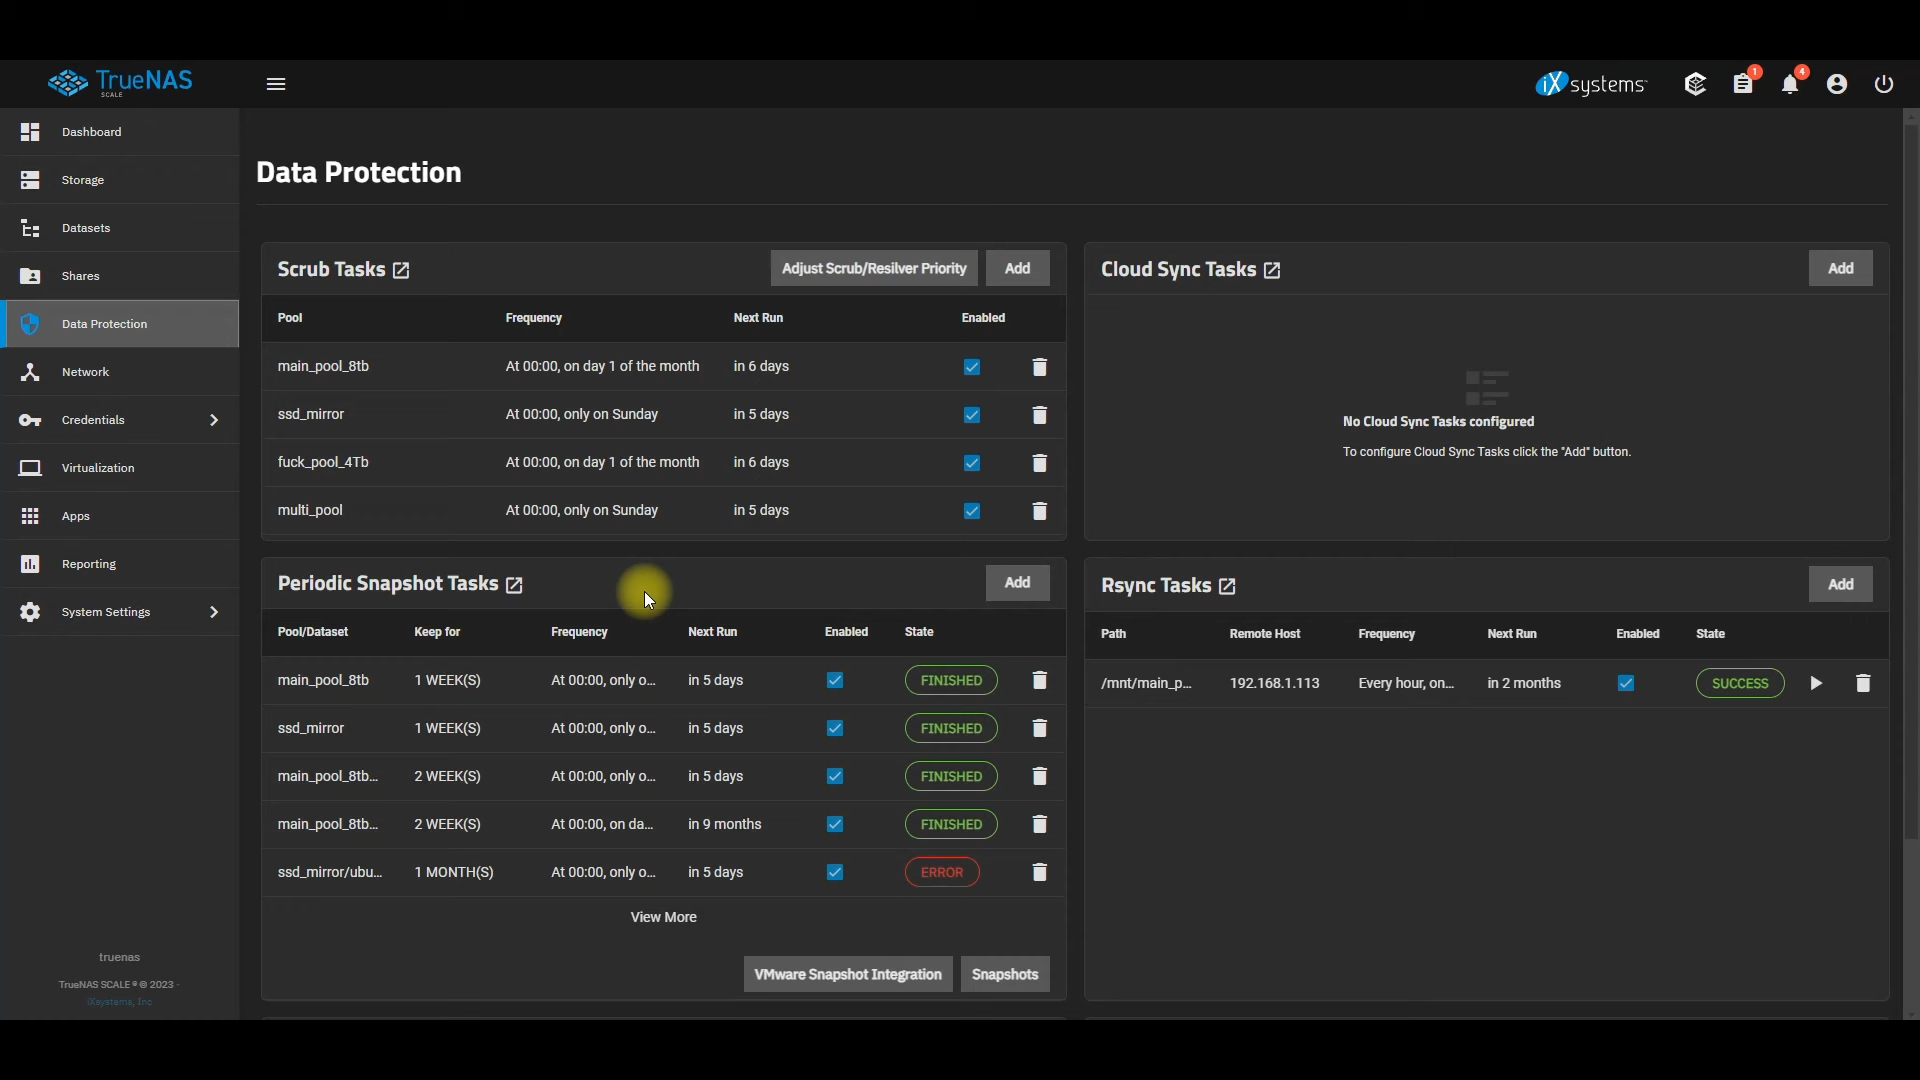 TrueNAS
SCALE
iXsystems
1
4
Dashboard
Storage
Datasets
Shares
Data Protection
Network
Credentials
Virtualization
Apps
Reporting
System Settings
truenas
TrueNAS SCALE ® © 2023 -
iXsystems, Inc
Data Protection
Scrub Tasks
Adjust Scrub/Resilver Priority
Add
Pool Frequency Next Run Enabled
main_pool_8tb At 00:00, on day 1 of the month in 6 days
ssd_mirror At 00:00, only on Sunday in 5 days
fuck_pool_4Tb At 00:00, on day 1 of the month in 6 days
multi_pool At 00:00, only on Sunday in 5 days
Cloud Sync Tasks
Add
No Cloud Sync Tasks configured
To configure Cloud Sync Tasks click the "Add" button.
Periodic Snapshot Tasks
Add
Pool/Dataset Keep for Frequency Next Run Enabled State
main_pool_8tb 1 WEEK(S) At 00:00, only o... in 5 days FINISHED
ssd_mirror 1 WEEK(S) At 00:00, only o... in 5 days FINISHED
main_pool_8tb... 2 WEEK(S) At 00:00, only o... in 5 days FINISHED
main_pool_8tb... 2 WEEK(S) At 00:00, on da... in 9 months FINISHED
ssd_mirror/ubu... 1 MONTH(S) At 00:00, only o... in 5 days ERROR
View More
VMware Snapshot Integration
Snapshots
Rsync Tasks
Add
Path Remote Host Frequency Next Run Enabled State
/mnt/main_p... 192.168.1.113 Every hour, on... in 2 months SUCCESS